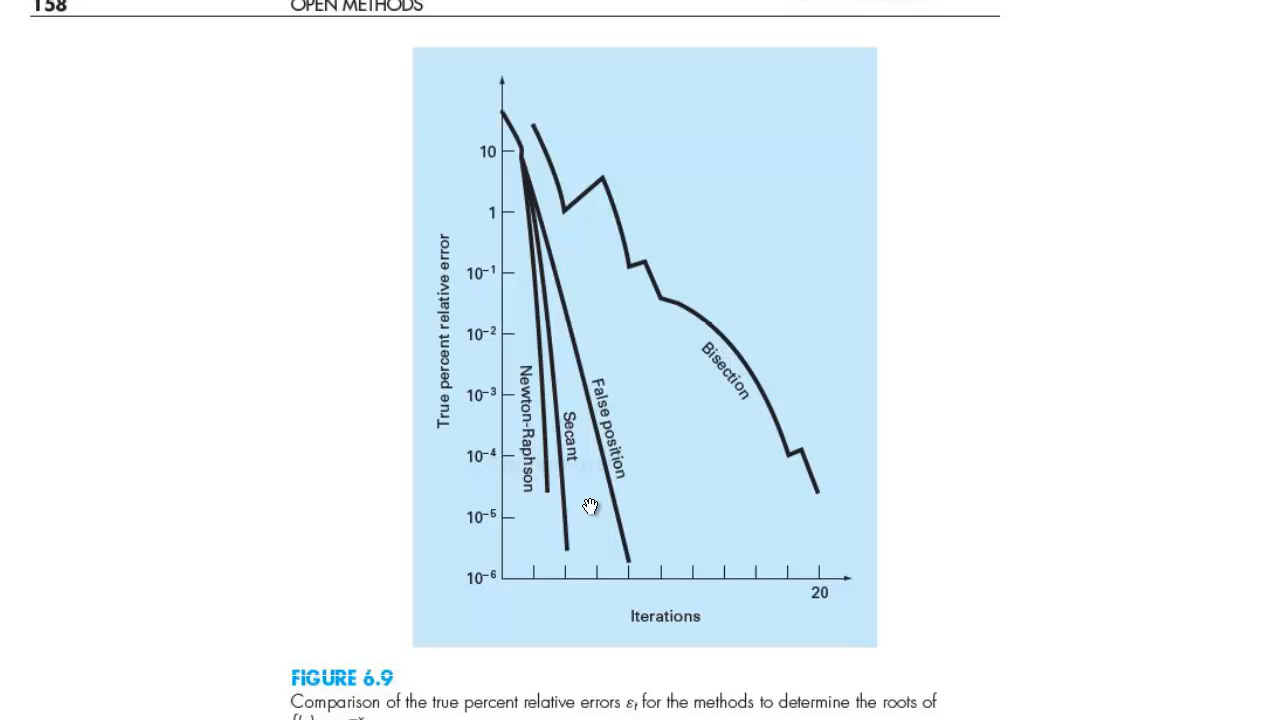 158 OPEN METHODS
10
1
10⁻¹
10⁻²
10⁻³
10⁻⁴
10⁻⁵
10⁻⁶
True percent relative error
Newton-Raphson
Secant
False position
Bisection
20
Iterations
FIGURE 6.9
Comparison of the true percent relative errors εt for the methods to determine the roots of